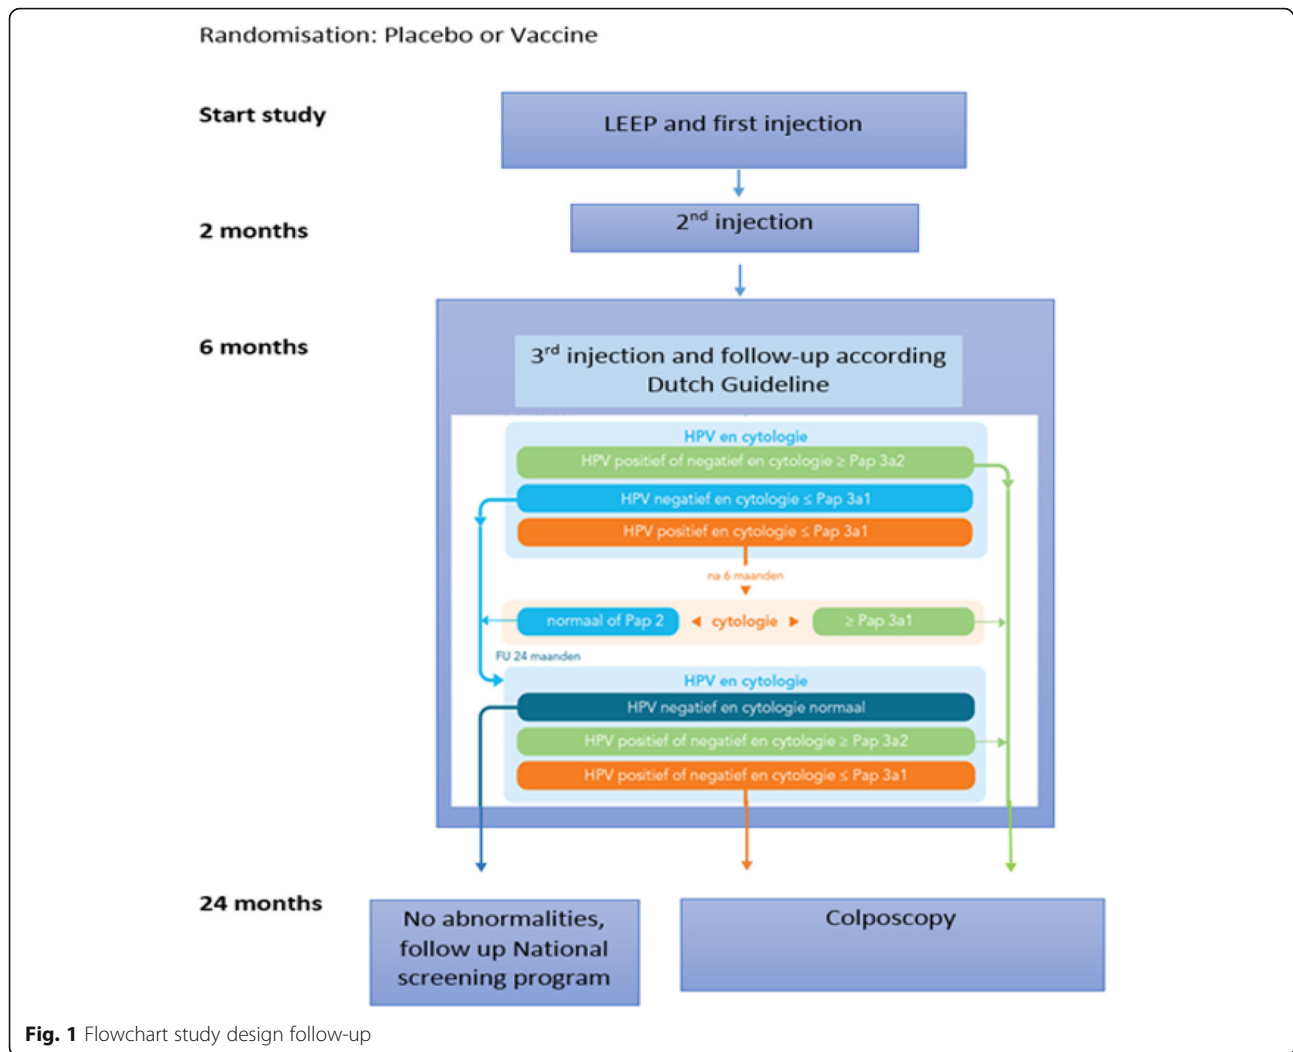 Randomisation: Placebo or Vaccine
Start study
LEEP and first injection
2 months
2nd injection
6 months
3rd injection and follow-up according
Dutch Guideline
HPV en cytologie
HPV positief of negatief en cytologie ≥ Pap 3a2
HPV negatief en cytologie ≤ Pap 3a1
HPV positief en cytologie ≤ Pap 3a1
na 6 maanden
normaal of Pap 2
cytologie
≥ Pap 3a1
FU 24 maanden
HPV en cytologie
HPV negatief en cytologie normaal
HPV positief of negatief en cytologie ≥ Pap 3a2
HPV positief of negatief en cytologie ≤ Pap 3a1
24 months
No abnormalities,
follow up National
screening program
Colposcopy
Fig. 1 Flowchart study design follow-up